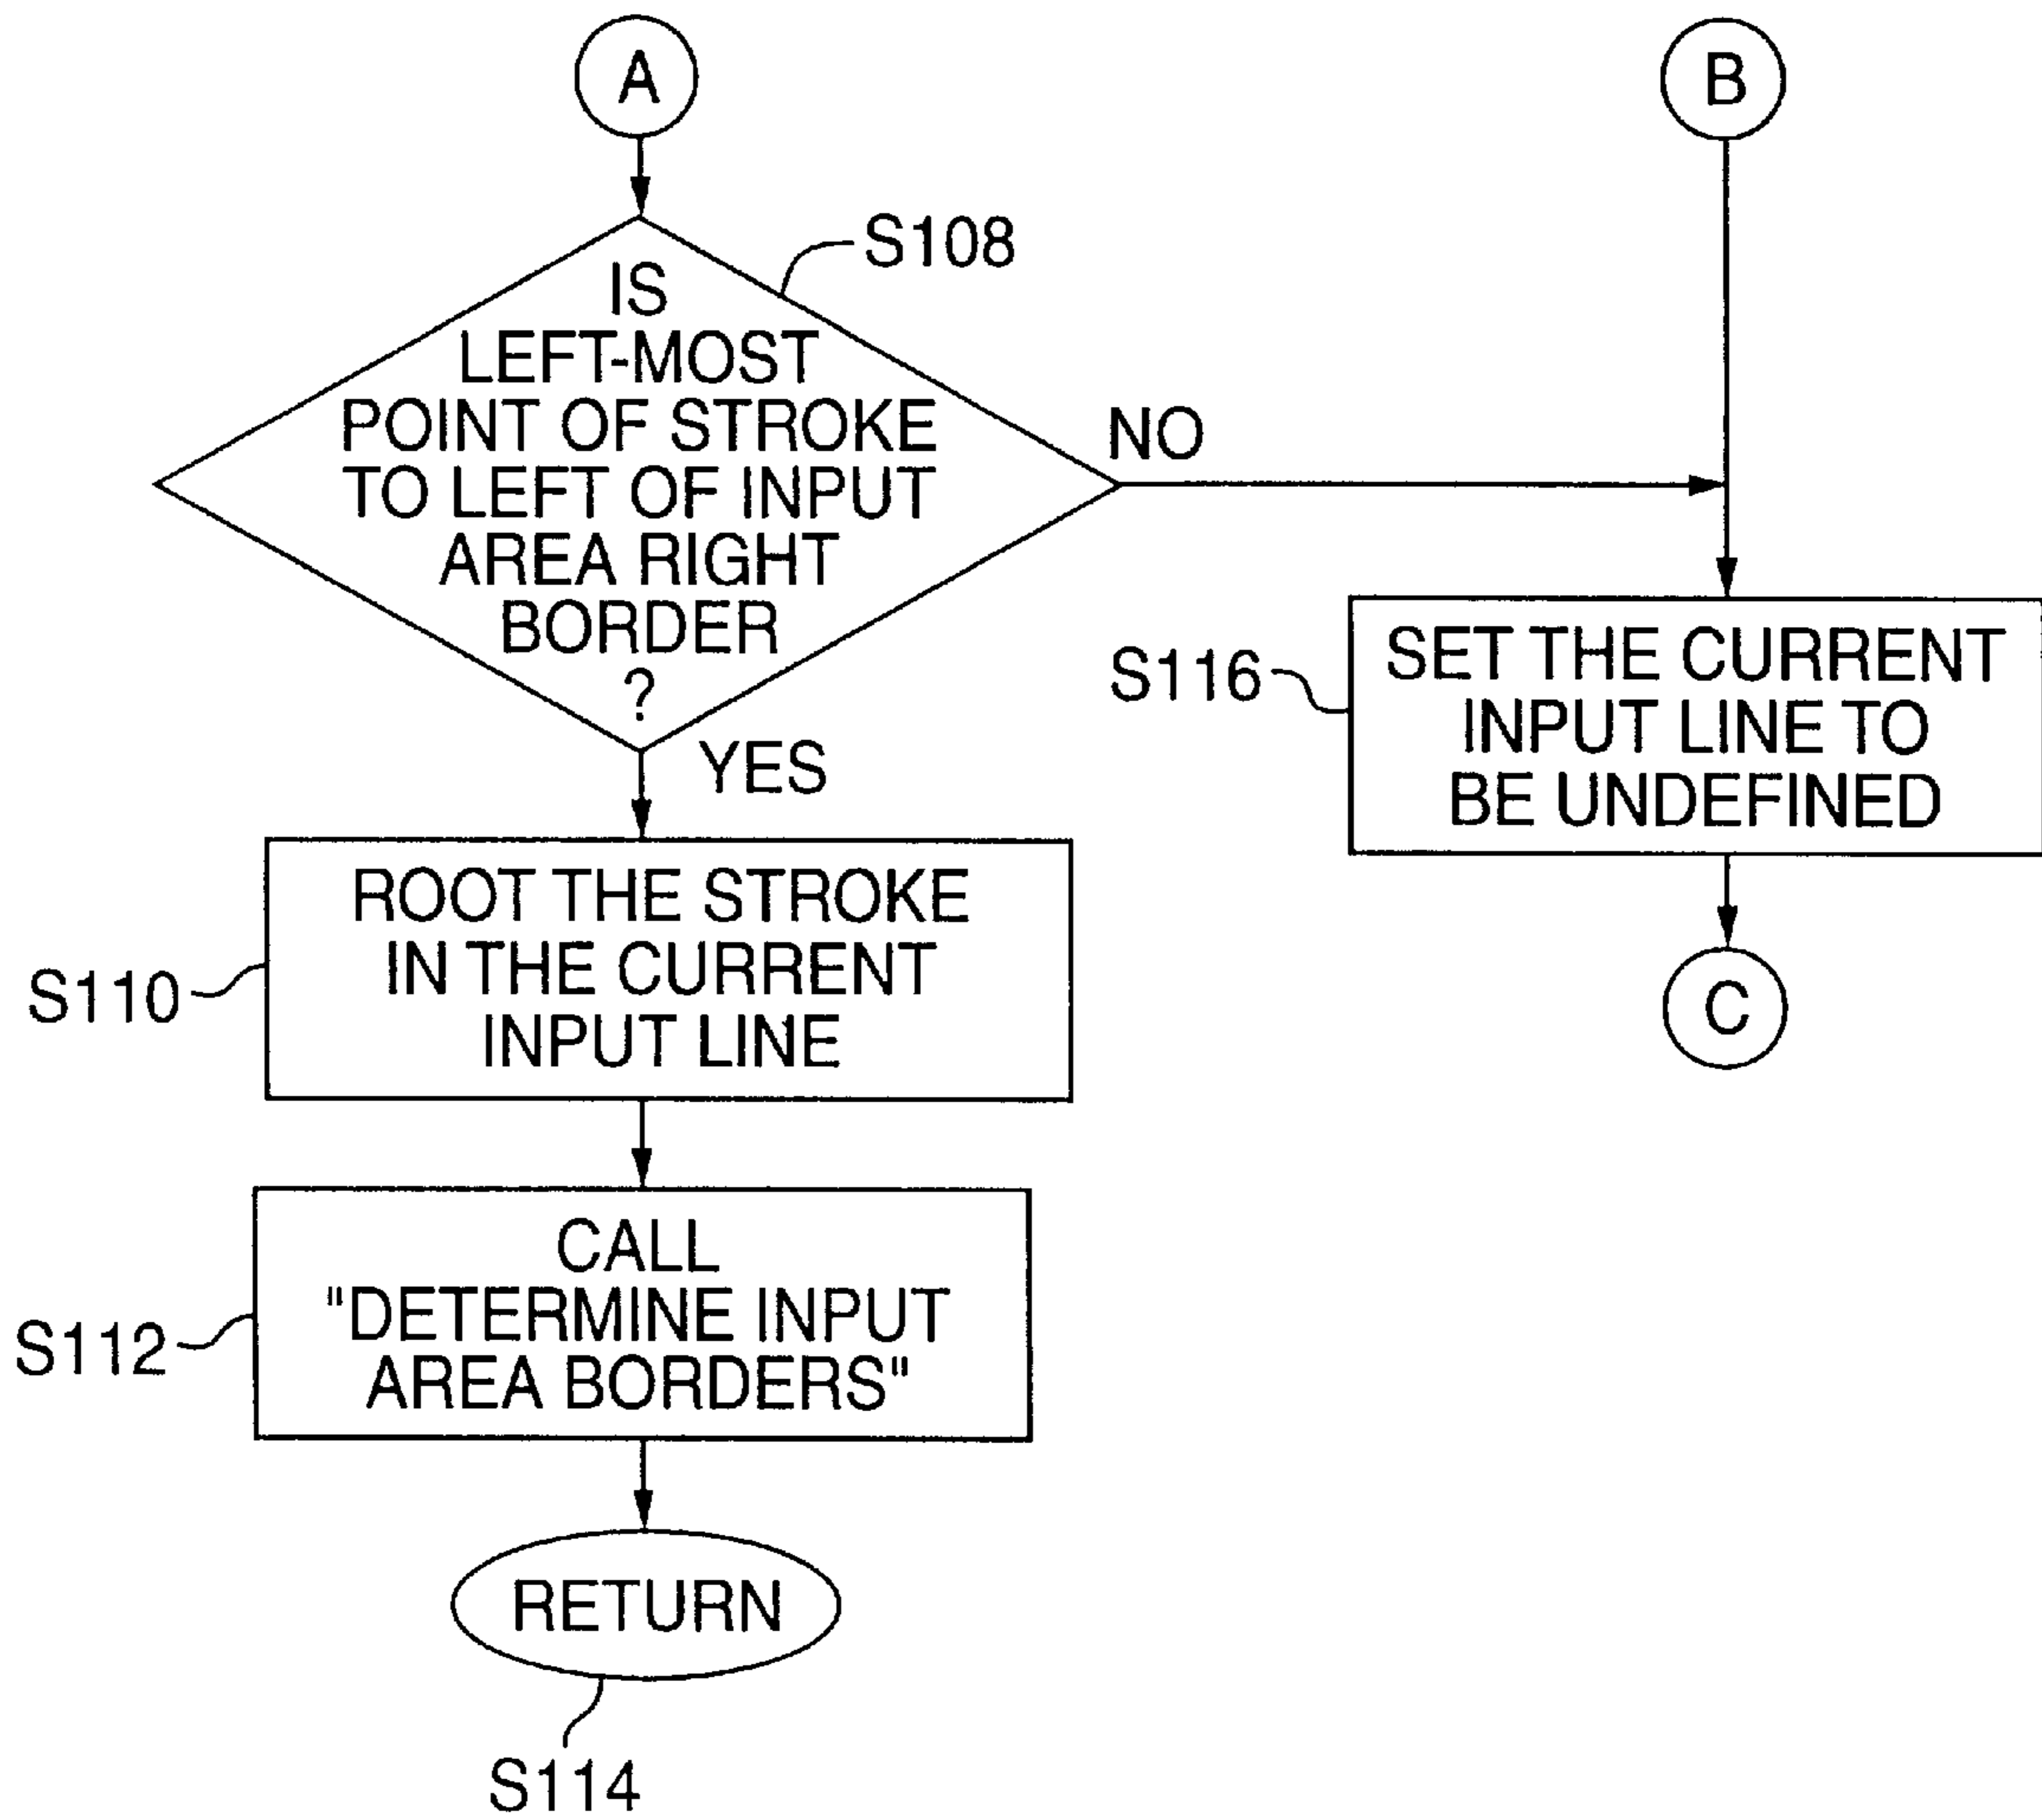 A
S108
IS
LEFT-MOST
POINT OF STROKE
TO LEFT OF INPUT
AREA RIGHT
BORDER
?
NO
YES
S110
ROOT THE STROKE
IN THE CURRENT
INPUT LINE
S112
CALL
"DETERMINE INPUT
AREA BORDERS"
RETURN
S114
B
S116
SET THE CURRENT
INPUT LINE TO
BE UNDEFINED
C